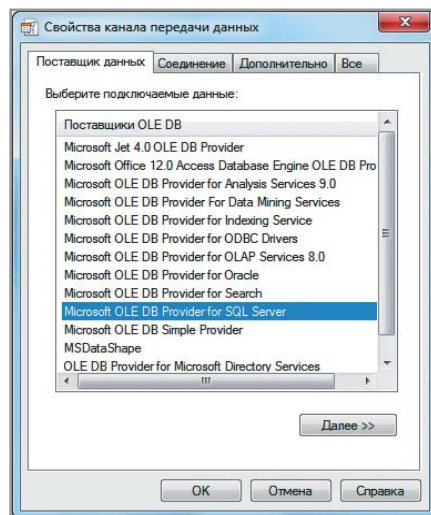 Свойства канала передачи данных
Поставщик данных Соединение Дополнительно Все
Выберите подключаемые данные:
Поставщики OLE DB
Microsoft Jet 4.0 OLE DB Provider
Microsoft Office 12.0 Access Database Engine OLE DB Pro
Microsoft OLE DB Provider for Analysis Services 9.0
Microsoft OLE DB Provider For Data Mining Services
Microsoft OLE DB Provider for Indexing Service
Microsoft OLE DB Provider for ODBC Drivers
Microsoft OLE DB Provider for OLAP Services 8.0
Microsoft OLE DB Provider for Oracle
Microsoft OLE DB Provider for Search
Microsoft OLE DB Provider for SQL Server
Microsoft OLE DB Simple Provider
MSDataShape
OLE DB Provider for Microsoft Directory Services
Далее >>
OK Отмена Справка